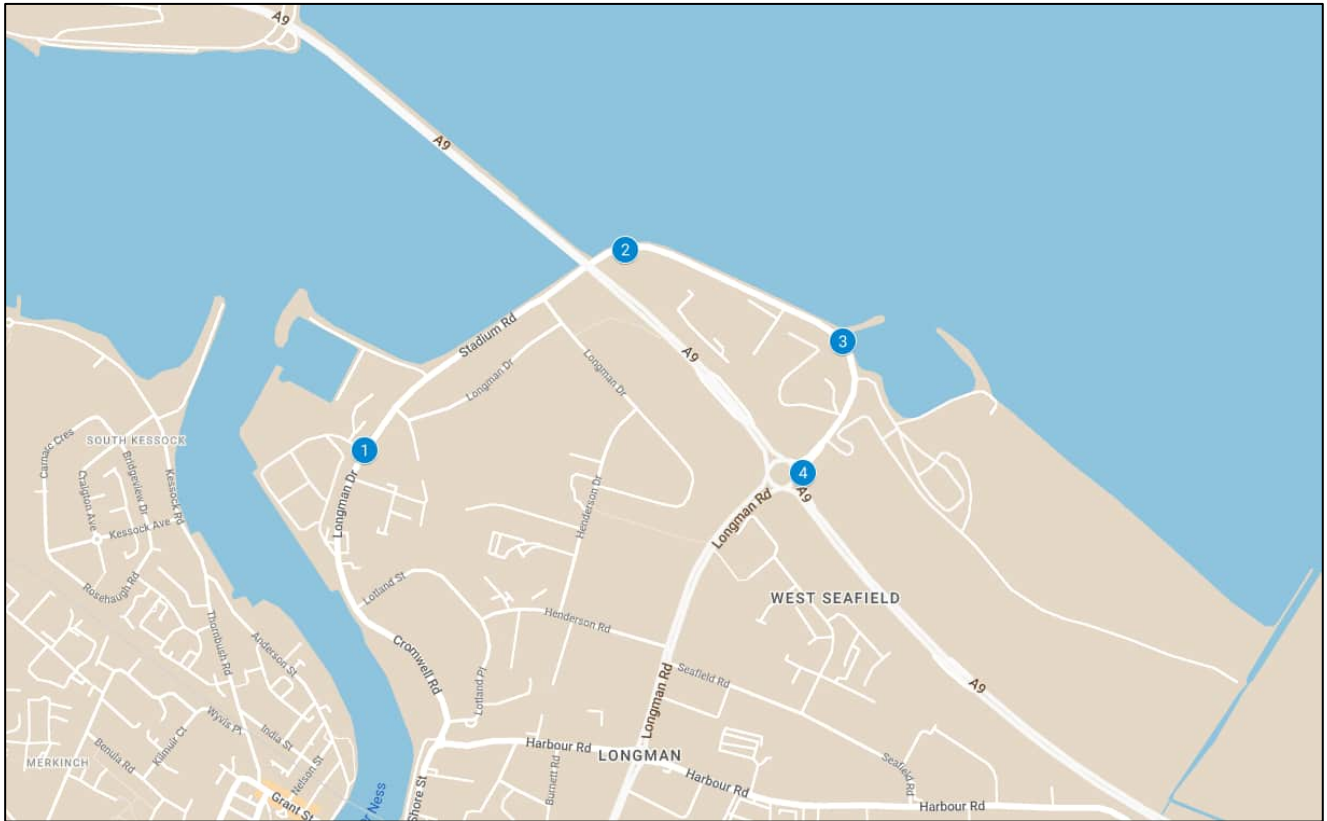 A9
A9
2
Stadium Rd
3
Longman Dr
A9
Longman Dr
1
SOUTH KESSOCK
Carnarc Cres
Bridgeview Dr
Craigton Ave
Kessock Rd
Kessock Ave
Longman Dr
Henderson Dr
4
A9
Longman Rd
Rosehaugh Rd
Lotland St
WEST SEAFIELD
Thornbush Rd
Anderson St
Henderson Rd
Cromwell Rd
Seafield Rd
Lotland Pl
Longman Rd
A9
Wyvis Pl
India St
Kilmuir Ct
Benula Rd
MERKINCH
Nelson St
Harbour Rd
LONGMAN
Burnett Rd
Harbour Rd
Seafield Rd
Harbour Rd
Shore St
Grant St
Ness